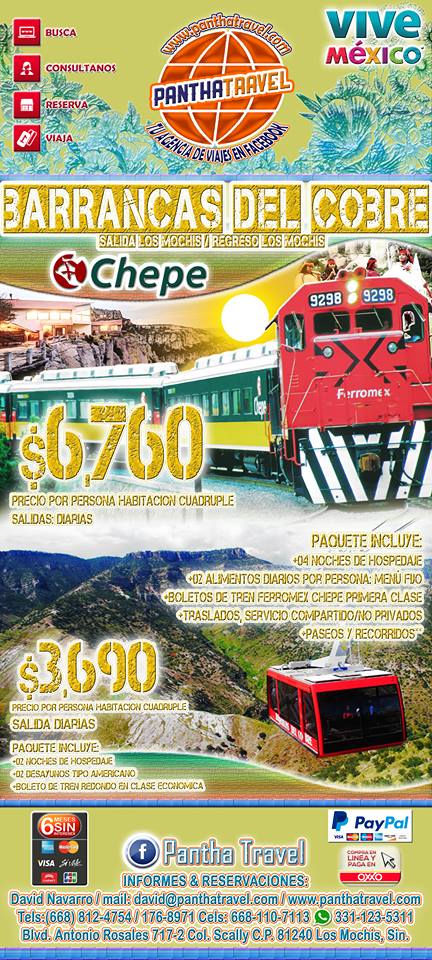 BUSCA
CONSULTANOS
RESERVA
VIAJA
www.panthatravel.com
PANTHATRAVEL
TU AGENCIA DE VIAJES EN FACEBOOK
VIVE
MÉXICO
BARRANCAS DEL COBRE
SALIDA LOS MOCHIS / REGRESO LOS MOCHIS
Chepe
9298 9298
Ferromex
Chepe
$6,760
PRECIO POR PERSONA HABITACION CUADRUPLE
SALIDAS: DIARIAS
PAQUETE INCLUYE:
+04 NOCHES DE HOSPEDAJE
+02 ALIMENTOS DIARIOS POR PERSONA: MENÚ FIJO
+BOLETOS DE TREN FERROMEX CHEPE PRIMERA CLASE
+TRASLADOS, SERVICIO COMPARTIDO/NO PRIVADOS
+PASEOS Y RECORRIDOS**
$3,690
PRECIO POR PERSONA HABITACION CUADRUPLE
SALIDA DIARIAS
PAQUETE INCLUYE:
+02 NOCHES DE HOSPEDAJE
+02 DESAYUNOS TIPO AMERICANO
+BOLETO DE TREN REDONDO EN CLASE ECONOMICA
6 MESES
SIN
INTERESES
VISA
f Pantha Travel
PayPal
VISA
COMPRA EN
LINEA Y
PAGA EN
OXXO
INFORMES & RESERVACIONES:
David Navarro / mail: david@panthatravel.com / www.panthatravel.com
Tels:(668) 812-4754 / 176-8971 Cels: 668-110-7113 331-123-5311
Blvd. Antonio Rosales 717-2 Col. Scally C.P. 81240 Los Mochis, Sin.